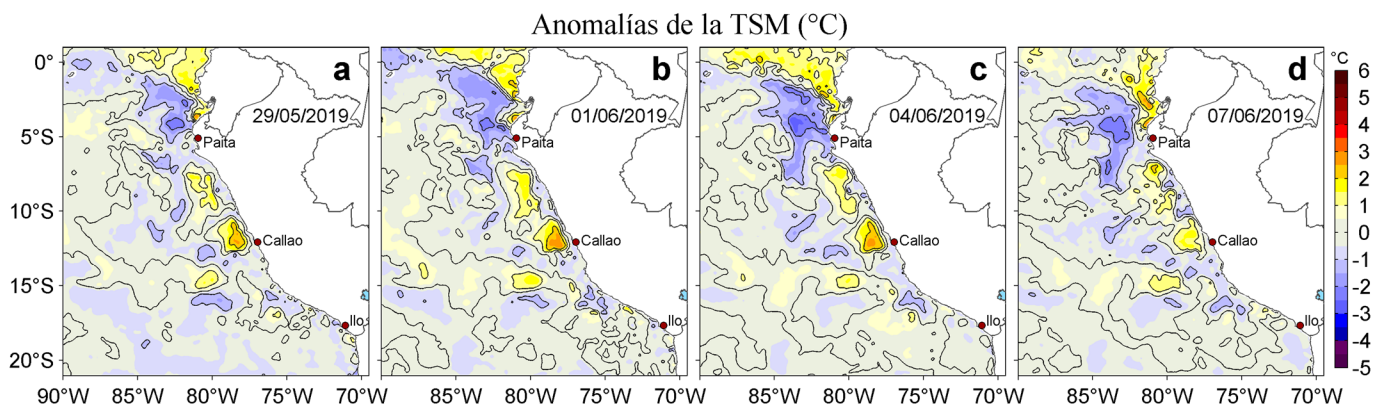 Anomalías de la TSM (°C)
a
29/05/2019
Paita
Callao
Ilo
b
01/06/2019
Paita
Callao
Ilo
c
04/06/2019
Paita
Callao
Ilo
d
07/06/2019
Paita
Callao
Ilo
0°
5°S
10°S
15°S
20°S
90°W 85°W 80°W 75°W 70°W
85°W 80°W 75°W 70°W
85°W 80°W 75°W 70°W
85°W 80°W 75°W 70°W
°C
6
5
4
3
2
1
0
-1
-2
-3
-4
-5